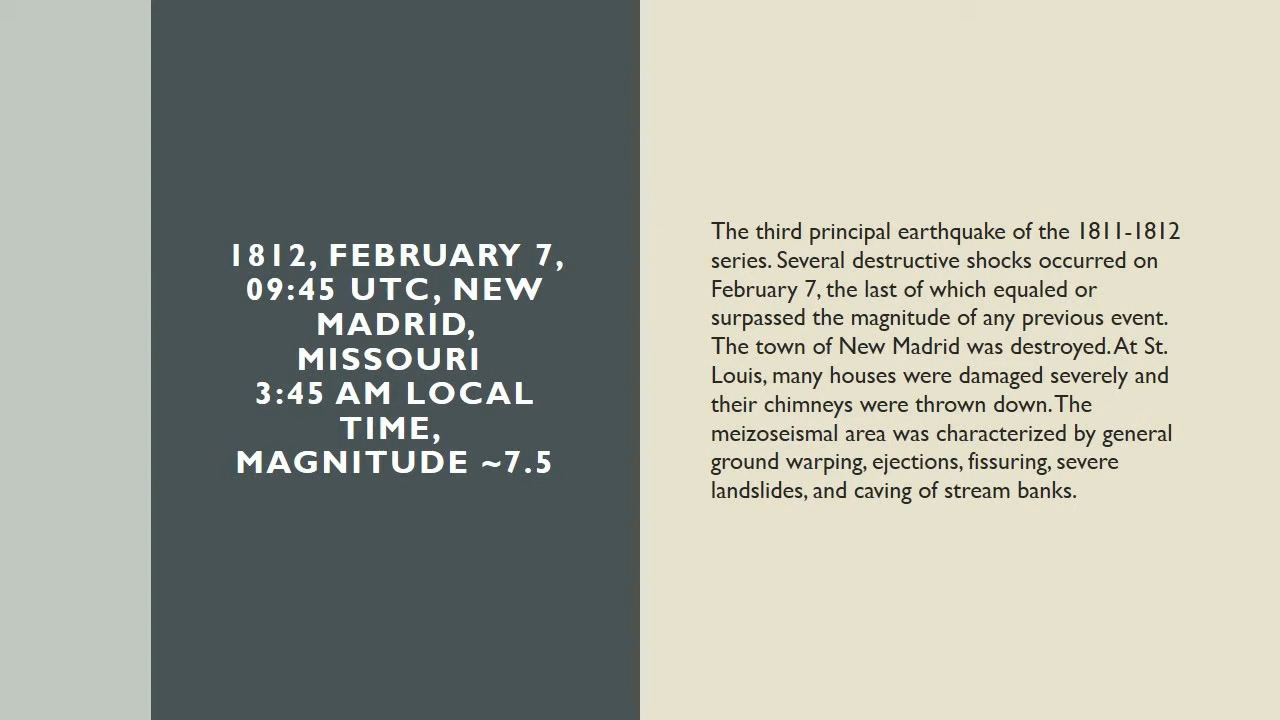 1812, FEBRUARY 7,
09:45 UTC, NEW
MADRID,
MISSOURI
3:45 AM LOCAL
TIME,
MAGNITUDE ~7.5
The third principal earthquake of the 1811-1812
series. Several destructive shocks occurred on
February 7, the last of which equaled or
surpassed the magnitude of any previous event.
The town of New Madrid was destroyed. At St.
Louis, many houses were damaged severely and
their chimneys were thrown down. The
meizoseismal area was characterized by general
ground warping, ejections, fissuring, severe
landslides, and caving of stream banks.